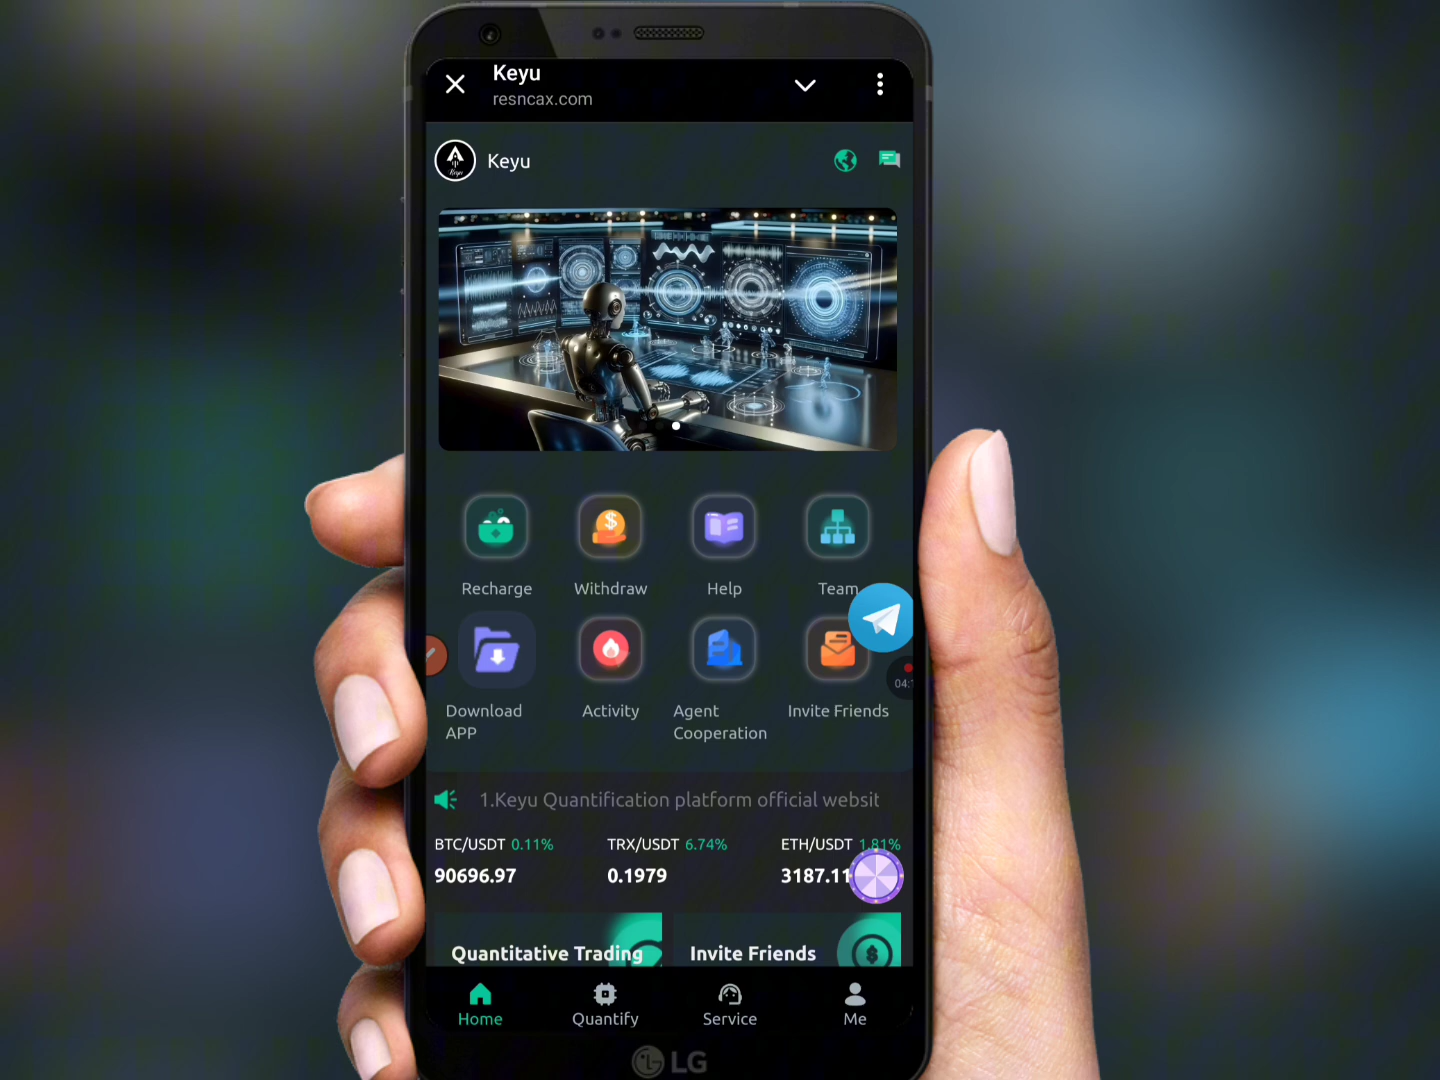 Keyu
resncax.com
Keyu
Keyu
Recharge
Withdraw
Help
Team
Download
APP
Activity
Agent
Cooperation
Invite Friends
04:
1.Keyu Quantification platform official websit
BTC/USDT 0.11%
TRX/USDT 6.74%
ETH/USDT 1.81%
90696.97
0.1979
3187.11
Quantitative Trading
Invite Friends
Home
Quantify
Service
Me
LG